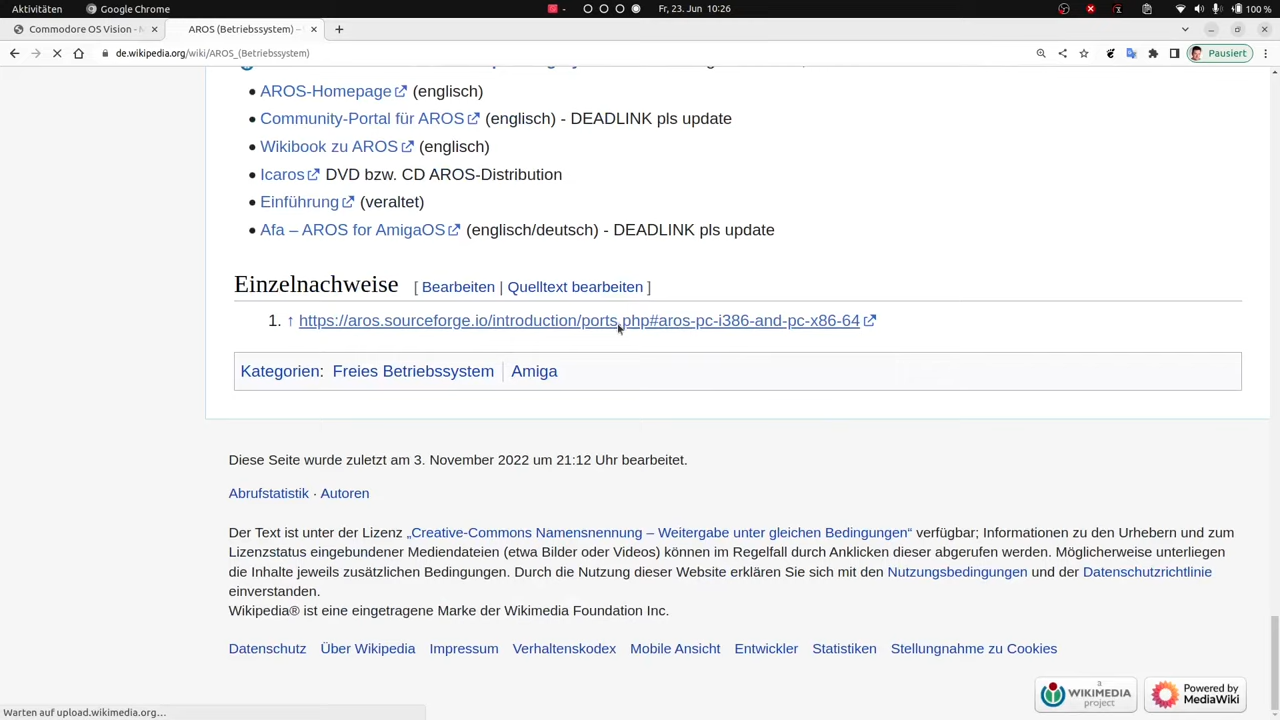 Aktivitäten Google Chrome Fr, 23. Jun 10:26 100 %
Commodore OS Vision - AROS (Betriebssystem) –
de.wikipedia.org/wiki/AROS_(Betriebssystem) Pausiert
• AROS-Homepage (englisch)
• Community-Portal für AROS (englisch) - DEADLINK pls update
• Wikibook zu AROS (englisch)
• Icaros DVD bzw. CD AROS-Distribution
• Einführung (veraltet)
• Afa – AROS for AmigaOS (englisch/deutsch) - DEADLINK pls update
Einzelnachweise [ Bearbeiten | Quelltext bearbeiten ]
1. ↑ https://aros.sourceforge.io/introduction/ports.php#aros-pc-i386-and-pc-x86-64
Kategorien: Freies Betriebssystem | Amiga
Diese Seite wurde zuletzt am 3. November 2022 um 21:12 Uhr bearbeitet.
Abrufstatistik · Autoren
Der Text ist unter der Lizenz „Creative-Commons Namensnennung – Weitergabe unter gleichen Bedingungen“ verfügbar; Informationen zu den Urhebern und zum
Lizenzstatus eingebundener Mediendateien (etwa Bilder oder Videos) können im Regelfall durch Anklicken dieser abgerufen werden. Möglicherweise unterliegen
die Inhalte jeweils zusätzlichen Bedingungen. Durch die Nutzung dieser Website erklären Sie sich mit den Nutzungsbedingungen und der Datenschutzrichtlinie
einverstanden.
Wikipedia® ist eine eingetragene Marke der Wikimedia Foundation Inc.
Datenschutz Über Wikipedia Impressum Verhaltenskodex Mobile Ansicht Entwickler Statistiken Stellungnahme zu Cookies
a WIKIMEDIA project Powered by MediaWiki
Warten auf upload.wikimedia.org…